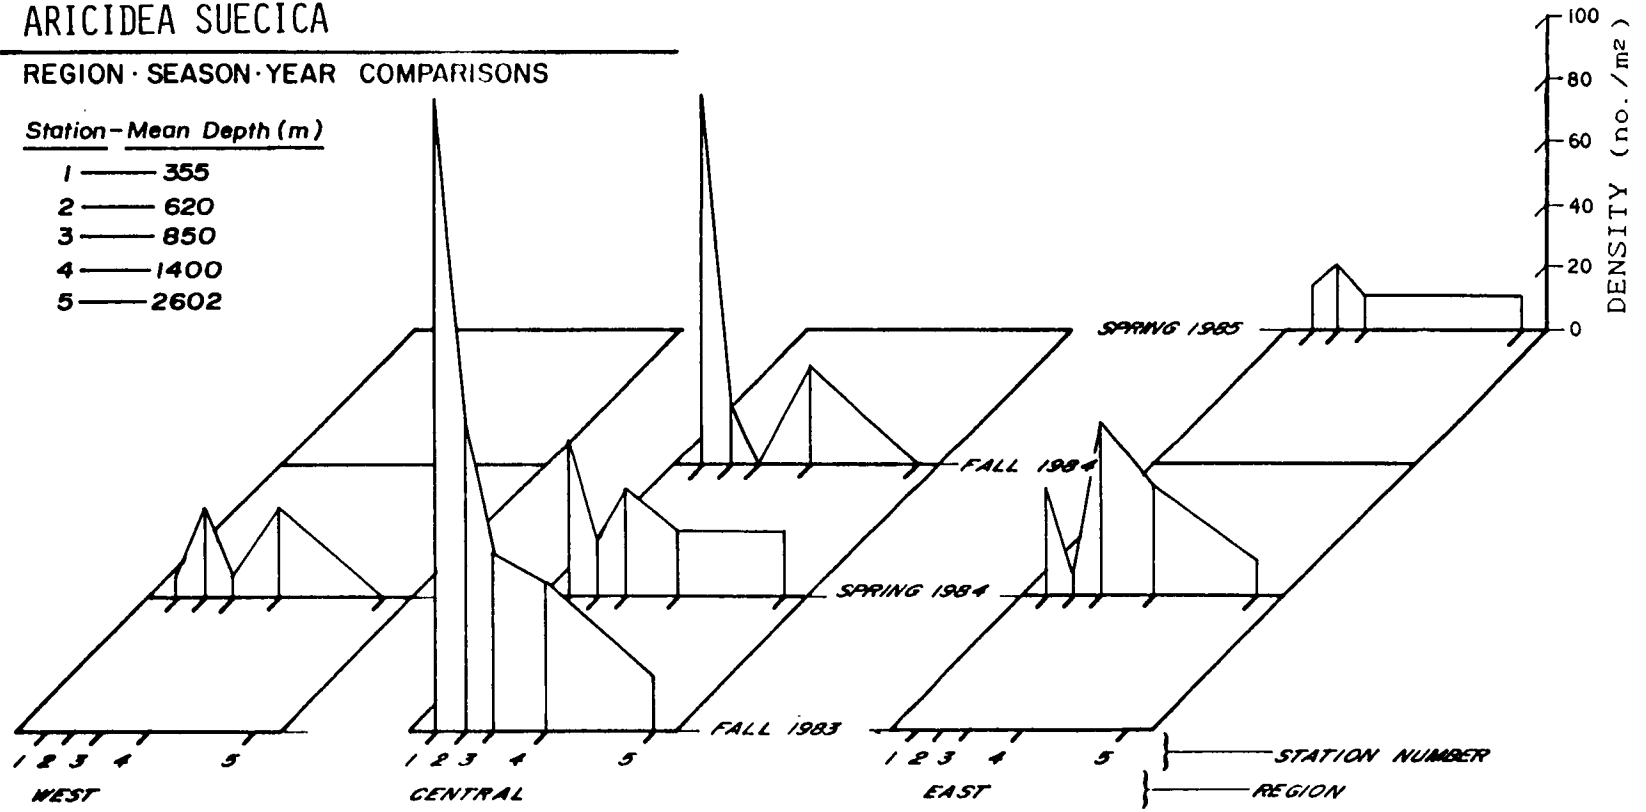 ARICIDEA SUECICA
REGION · SEASON · YEAR COMPARISONS
Station - Mean Depth (m)
1 — 355
2 — 620
3 — 850
4 — 1400
5 — 2602
100
80
60
40
20
0
DENSITY (no./m²)
SPRING 1985
FALL 1984
SPRING 1984
FALL 1983
1 2 3 4 5
1 2 3 4 5
1 2 3 4 5
STATION NUMBER
WEST
CENTRAL
EAST
REGION